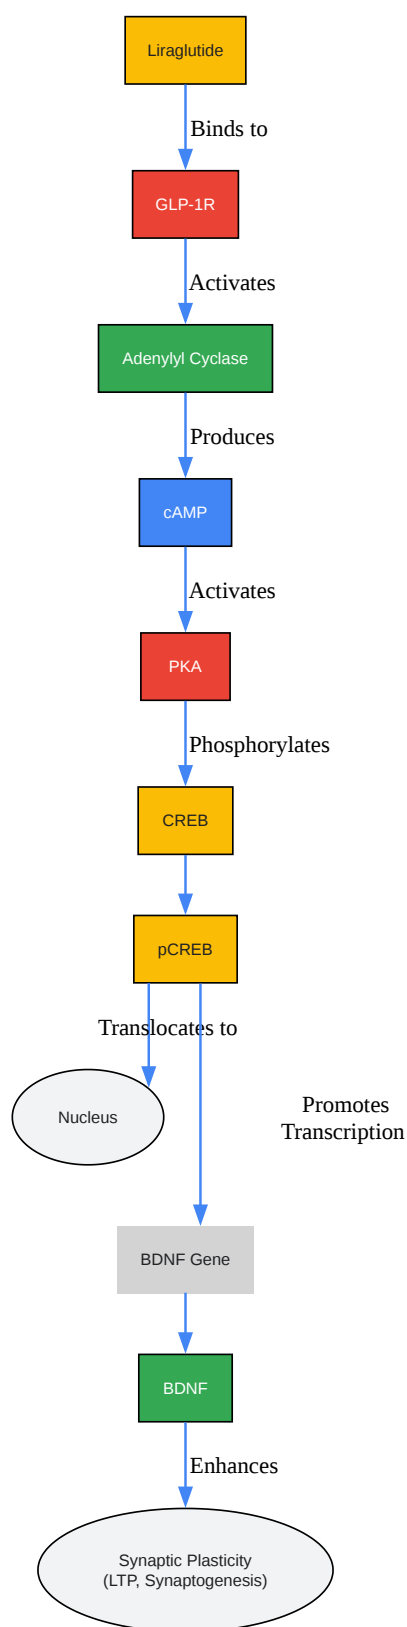 Liraglutide
Binds to
GLP-1R
Activates
Adenylyl Cyclase
Produces
cAMP
Activates
PKA
Phosphorylates
CREB
pCREB
Translocates to
Nucleus
Promotes
Transcription
BDNF Gene
BDNF
Enhances
Synaptic Plasticity
(LTP, Synaptogenesis)